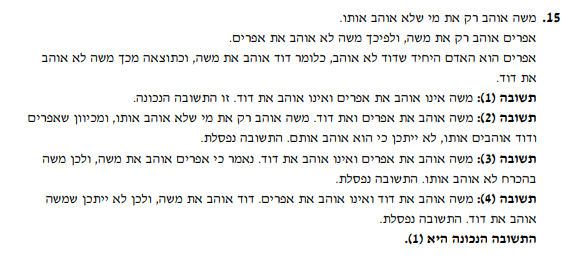 15. משה אוהב רק את מי שלא אוהב אותו.
אפרים אוהב רק את משה, ולפיכך משה לא אוהב את אפרים.
אפרים הוא האדם היחיד שדוד לא אוהב, כלומר דוד אוהב את משה, וכתוצאה מכך משה לא אוהב
את דוד.
תשובה (1): משה אינו אוהב את אפרים ואינו אוהב את דוד. זו התשובה הנכונה.
תשובה (2): משה אוהב את אפרים ואת דוד. משה אוהב רק את מי שלא אוהב אותו, ומכיוון שאפרים
ודוד אוהבים אותו, לא ייתכן כי הוא אוהב אותם. התשובה נפסלת.
תשובה (3): משה אוהב את אפרים ואינו אוהב את דוד. נאמר כי אפרים אוהב את משה, ולכן משה
בהכרח לא אוהב אותו. התשובה נפסלת.
תשובה (4): משה אוהב את דוד ואינו אוהב את אפרים. דוד אוהב את משה, ולכן לא ייתכן שמשה
אוהב את דוד. התשובה נפסלת.
התשובה הנכונה היא (1).